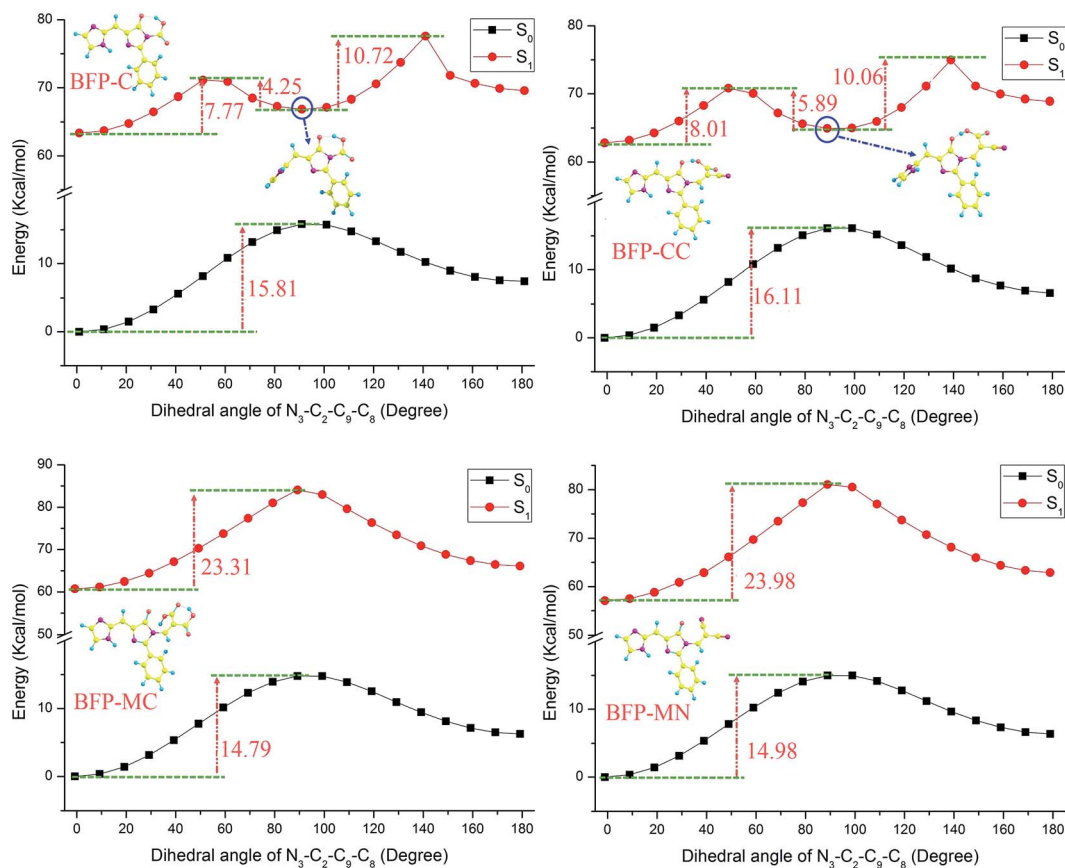 BFP-C
S₀
S₁
80
70
60
10
0
Energy (Kcal/mol)
7.77
4.25
10.72
15.81
0 20 40 60 80 100 120 140 160 180
Dihedral angle of N₃-C₂-C₉-C₈ (Degree)
BFP-CC
S₀
S₁
80
70
60
10
0
Energy (Kcal/mol)
8.01
5.89
10.06
16.11
0 20 40 60 80 100 120 140 160 180
Dihedral angle of N₃-C₂-C₉-C₈ (Degree)
BFP-MC
S₀
S₁
90
80
70
60
50
10
0
Energy (Kcal/mol)
23.31
14.79
0 20 40 60 80 100 120 140 160 180
Dihedral angle of N₃-C₂-C₉-C₈ (Degree)
BFP-MN
S₀
S₁
80
70
60
50
10
0
Energy (Kcal/mol)
23.98
14.98
0 20 40 60 80 100 120 140 160 180
Dihedral angle of N₃-C₂-C₉-C₈ (Degree)